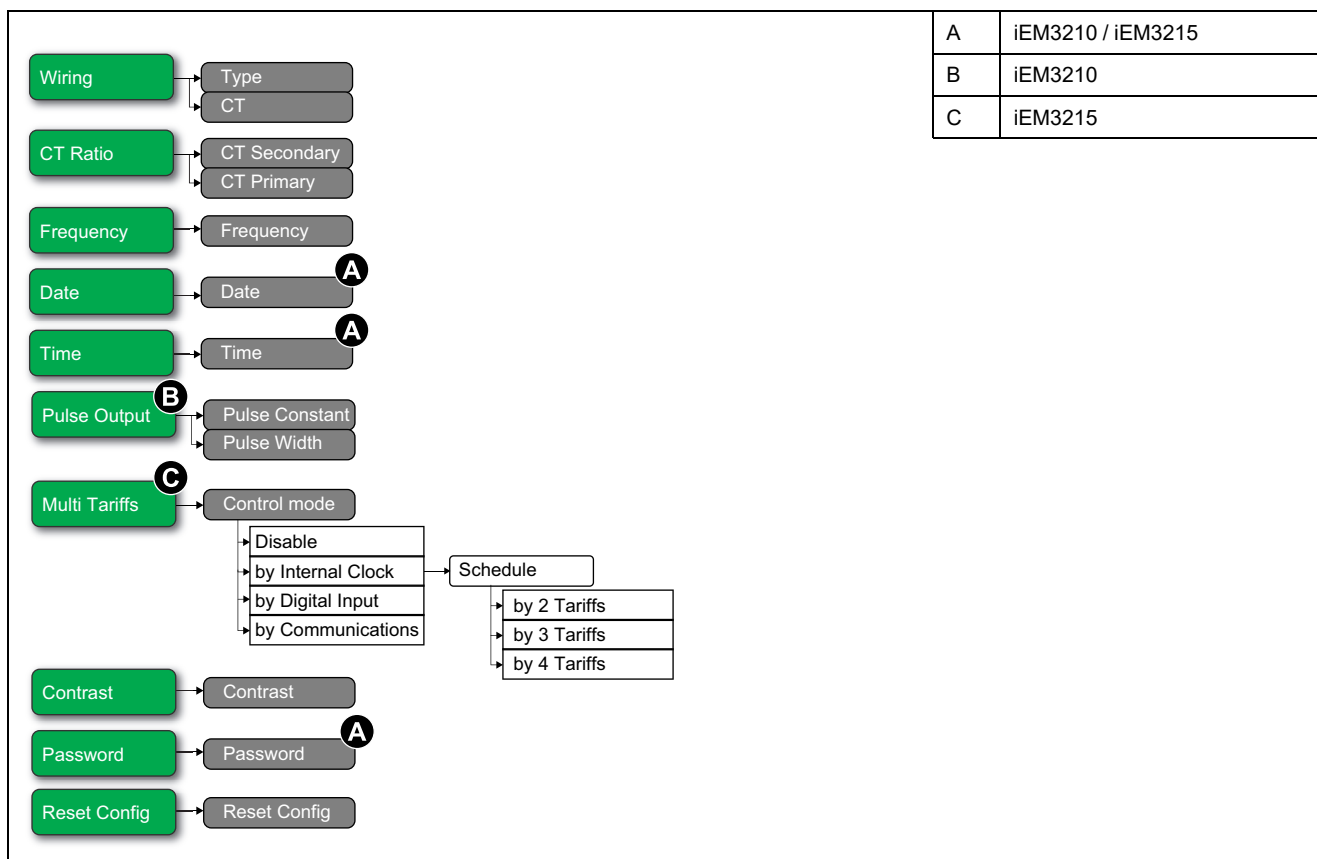 A iEM3210 / iEM3215
B iEM3210
C iEM3215
Wiring
Type
CT
CT Ratio
CT Secondary
CT Primary
Frequency
Frequency
A
Date
Date
A
Time
Time
B
Pulse Output
Pulse Constant
Pulse Width
C
Multi Tariffs
Control mode
Disable
by Internal Clock
Schedule
by Digital Input
by 2 Tariffs
by Communications
by 3 Tariffs
by 4 Tariffs
Contrast
Contrast
A
Password
Password
Reset Config
Reset Config